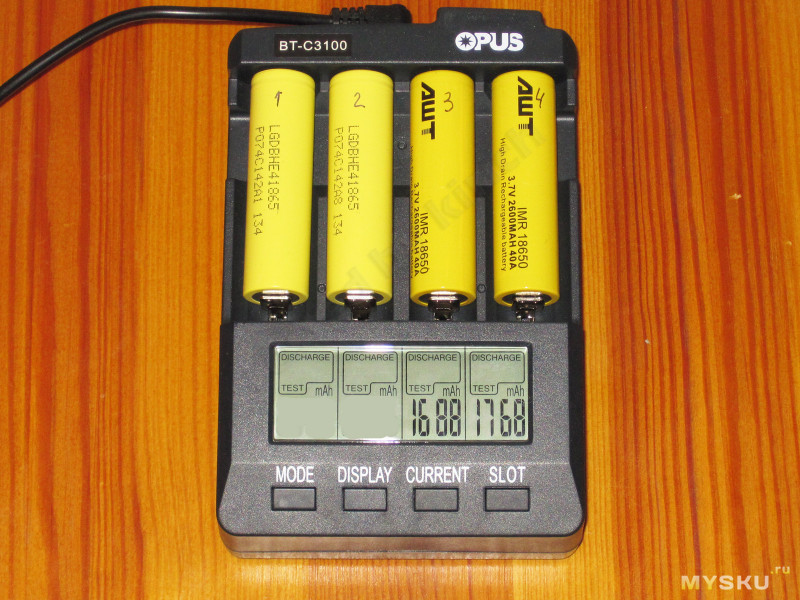 BT-C3100
OPUS
1
2
3
4
LGDBHE41865
P074C142A1 134
LGDBHE41865
P074C142A8 134
AWT
IMR 18650
3.7V 2600MAH 40A
AWT
IMR 18650
3.7V 2600MAH 40A
High Drain Rechargeable battery
DISCHARGE
TEST mAh
DISCHARGE
TEST mAh
DISCHARGE
TEST mAh
1688
DISCHARGE
TEST mAh
1768
MODE
DISPLAY
CURRENT
SLOT
MYSKU.ru